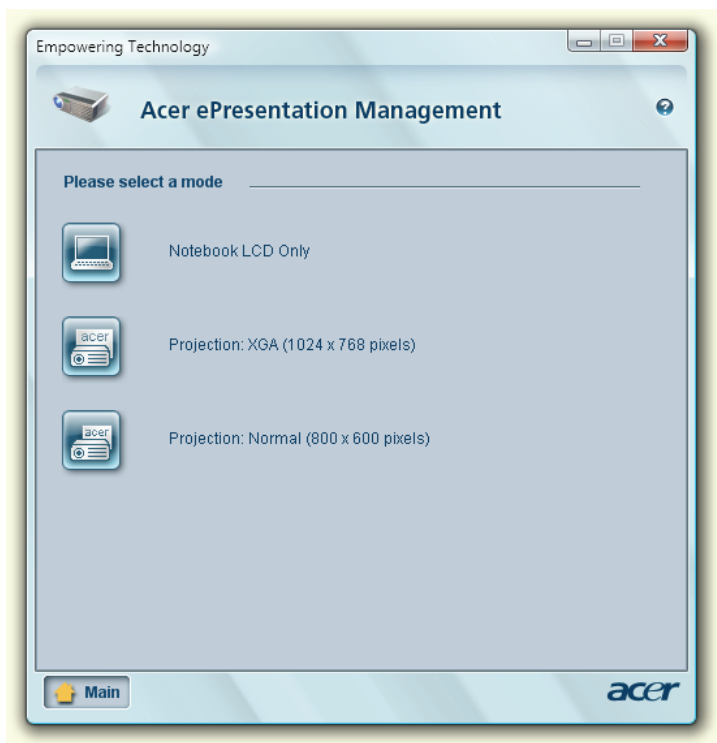 Empowering Technology
Acer ePresentation Management
Please select a mode
Notebook LCD Only
acer
Projection: XGA (1024 x 768 pixels)
acer
Projection: Normal (800 x 600 pixels)
Main
acer